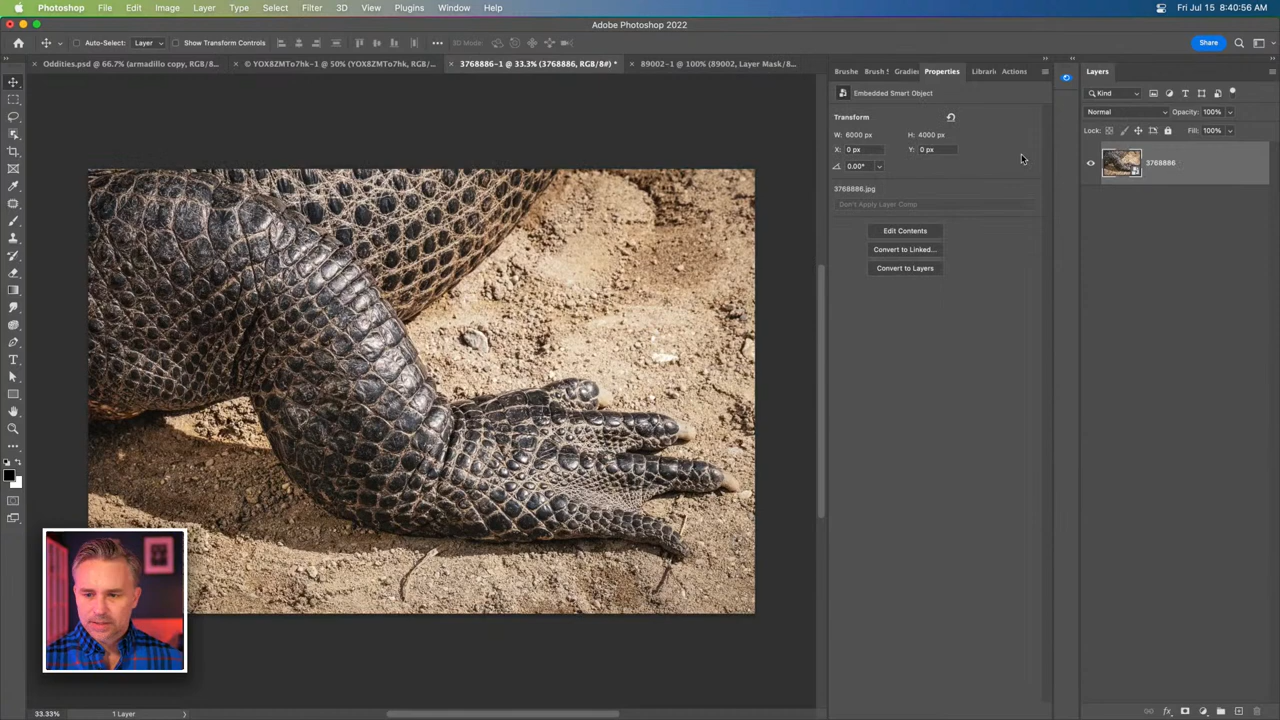 Photoshop File Edit Image Layer Type Select Filter 3D View Plugins Window Help Fri Jul 15 8:40:56 AM
Adobe Photoshop 2022
Auto-Select: Layer Show Transform Controls 3D Mode: Share
Oddities.psd @ 66.7% (armadillo copy, RGB/8... © YOX8ZMTo7hk-1 @ 50% (YOX8ZMTo7hk, RGB/... 3768886-1 @ 33.3% (3768886, RGB/8#) * 89002-1 @ 100% (89002, Layer Mask/8...
Brushe Brush S Gradien Properties Librari Actions Layers
Embedded Smart Object Kind
Transform Normal Opacity: 100%
W: 6000 px H: 4000 px Lock: Fill: 100%
X: 0 px Y: 0 px
0.00° 3768886
3768886.jpg
Don't Apply Layer Comp
Edit Contents
Convert to Linked...
Convert to Layers
33.33% 1 Layer